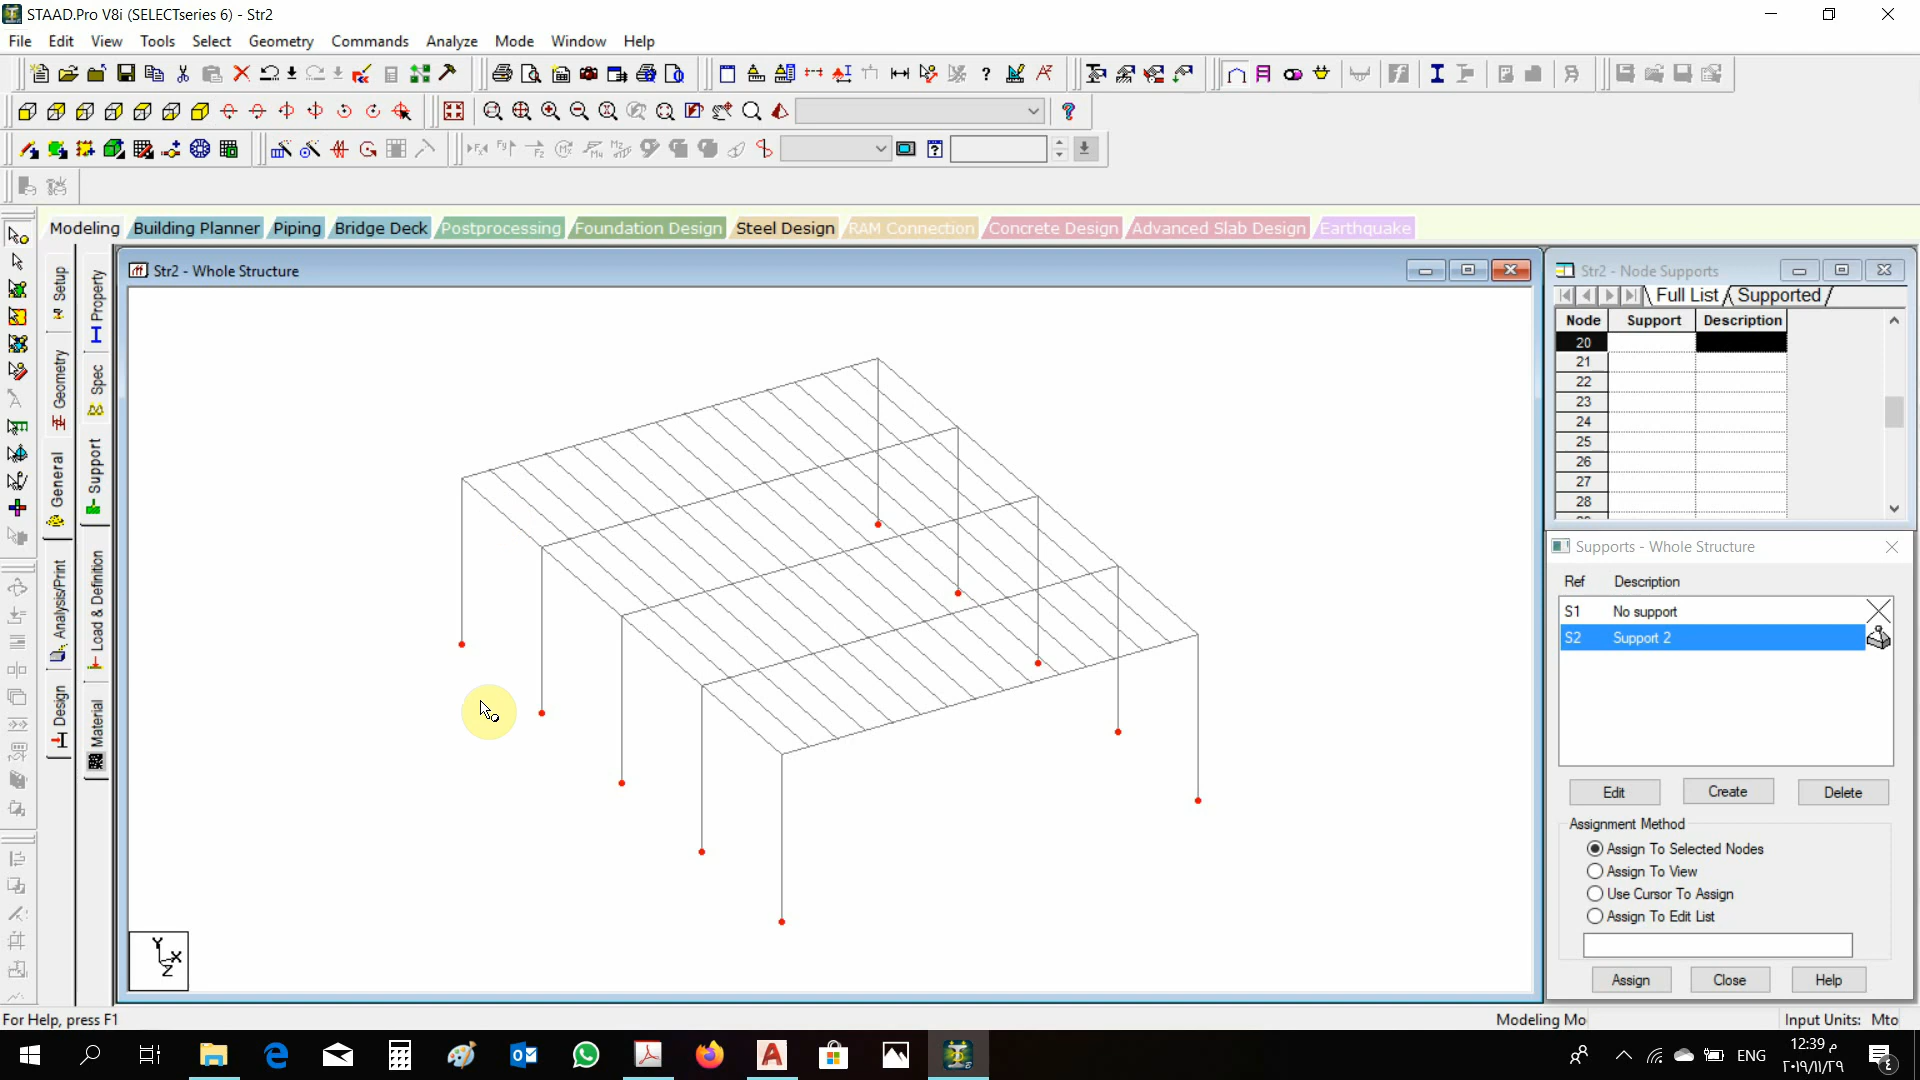 STAAD.Pro V8i (SELECTseries 6) - Str2
File Edit View Tools Select Geometry Commands Analyze Mode Window Help
Modeling Building Planner Piping Bridge Deck Postprocessing Foundation Design Steel Design RAM Connection Concrete Design Advanced Slab Design Earthquake
Setup
Geometry
General
Analysis/Print
Design
Property
Spec
Support
Load & Definition
Material
Str2 - Whole Structure
Y
X
Z
Str2 - Node Supports
Full List Supported
Node Support Description
20
21
22
23
24
25
26
27
28
Supports - Whole Structure
Ref Description
S1 No support
S2 Support 2
Edit Create Delete
Assignment Method
Assign To Selected Nodes
Assign To View
Use Cursor To Assign
Assign To Edit List
Assign Close Help
For Help, press F1
Modeling Mo
Input Units: Mto
ENG
12:39 م
٢٠١٩/١١/٢٩
٤